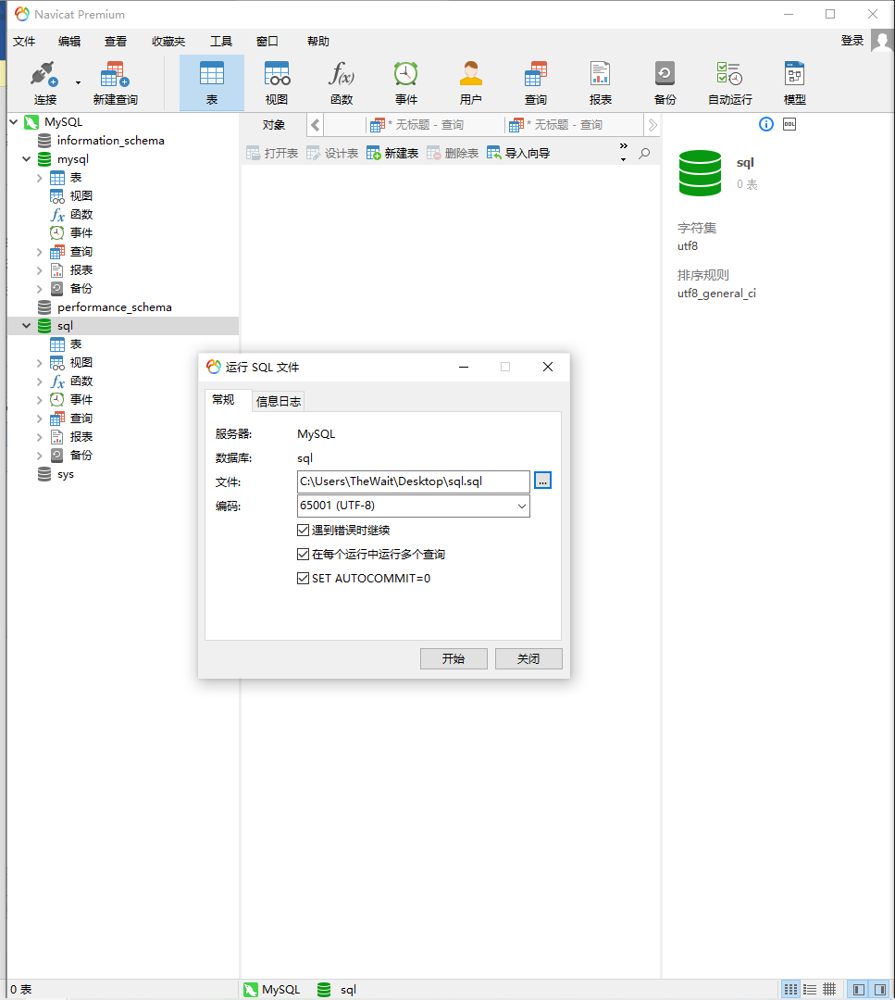 Navicat Premium
文件 编辑 查看 收藏夹 工具 窗口 帮助 登录
连接 新建查询 表 视图 函数 事件 用户 查询 报表 备份 自动运行 模型
对象 * 无标题 - 查询 * 无标题 - 查询
打开表 设计表 新建表 删除表 导入向导 »
MySQL
information_schema
mysql
表
视图
函数
事件
查询
报表
备份
performance_schema
sql
表
视图
函数
事件
查询
报表
备份
sys
DDL
sql
0 表
字符集
utf8
排序规则
utf8_general_ci
运行 SQL 文件
常规 信息日志
服务器: MySQL
数据库: sql
文件: C:\Users\TheWait\Desktop\sql.sql ...
编码: 65001 (UTF-8)
遇到错误时继续
在每个运行中运行多个查询
SET AUTOCOMMIT=0
开始 关闭
0 表 MySQL sql